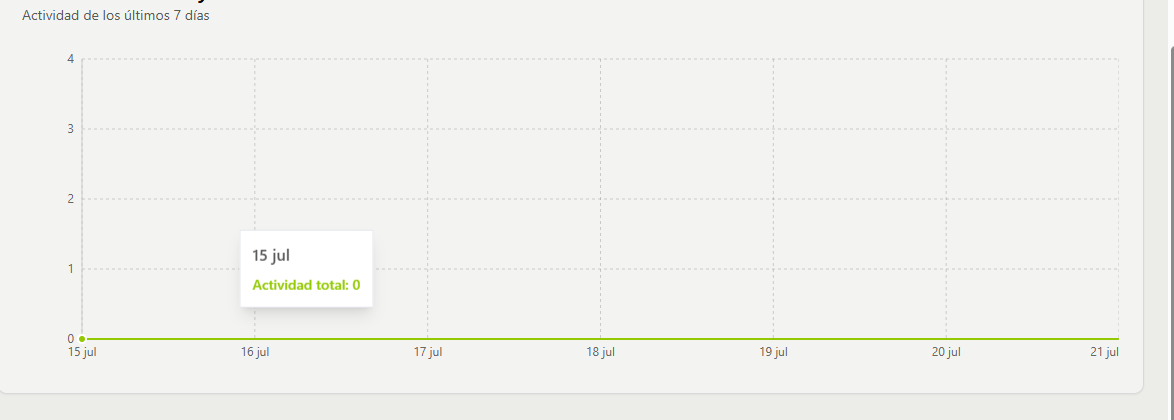 Actividad de los últimos 7 días
4
3
2
1
0
15 jul
Actividad total: 0
15 jul
16 jul
17 jul
18 jul
19 jul
20 jul
21 jul